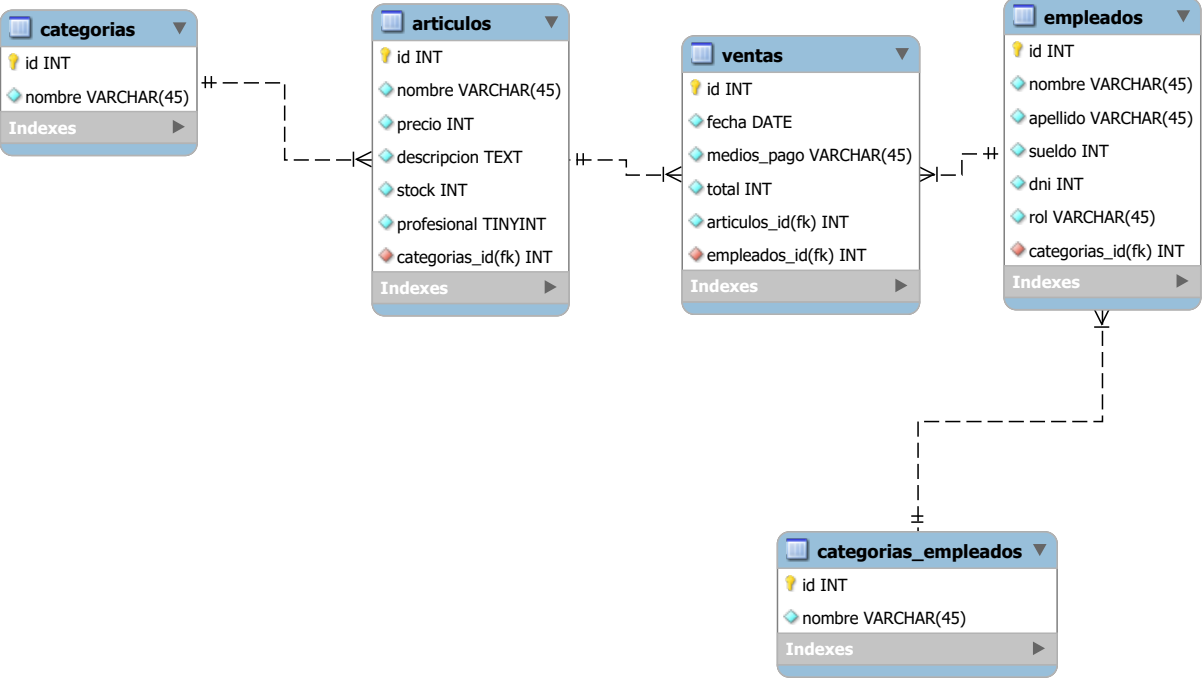 categorias
id INT
nombre VARCHAR(45)
Indexes
articulos
id INT
nombre VARCHAR(45)
precio INT
descripcion TEXT
stock INT
profesional TINYINT
categorias_id(fk) INT
Indexes
ventas
id INT
fecha DATE
medios_pago VARCHAR(45)
total INT
articulos_id(fk) INT
empleados_id(fk) INT
Indexes
empleados
id INT
nombre VARCHAR(45)
apellido VARCHAR(45)
sueldo INT
dni INT
rol VARCHAR(45)
categorias_id(fk) INT
Indexes
categorias_empleados
id INT
nombre VARCHAR(45)
Indexes